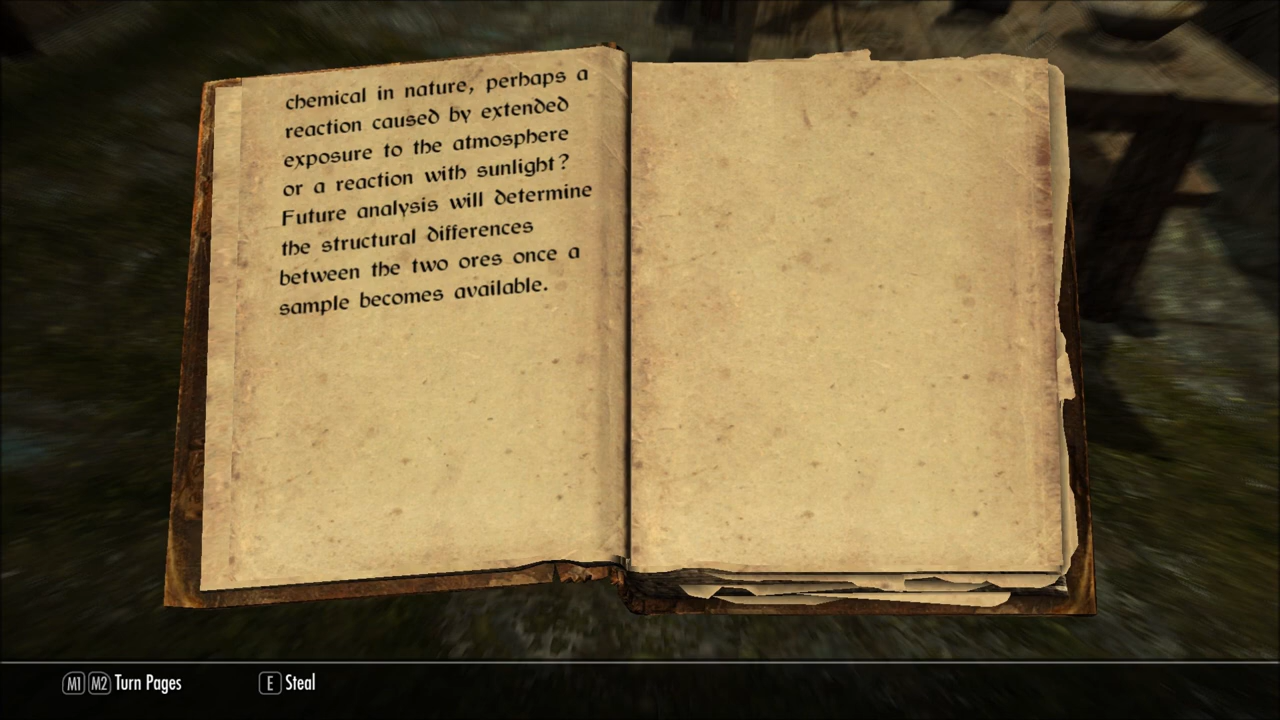 chemical in nature, perhaps a
reaction caused by extended
exposure to the atmosphere
or a reaction with sunlight?
Future analysis will determine
the structural differences
between the two ores once a
sample becomes available.
M1 M2 Turn Pages
E Steal